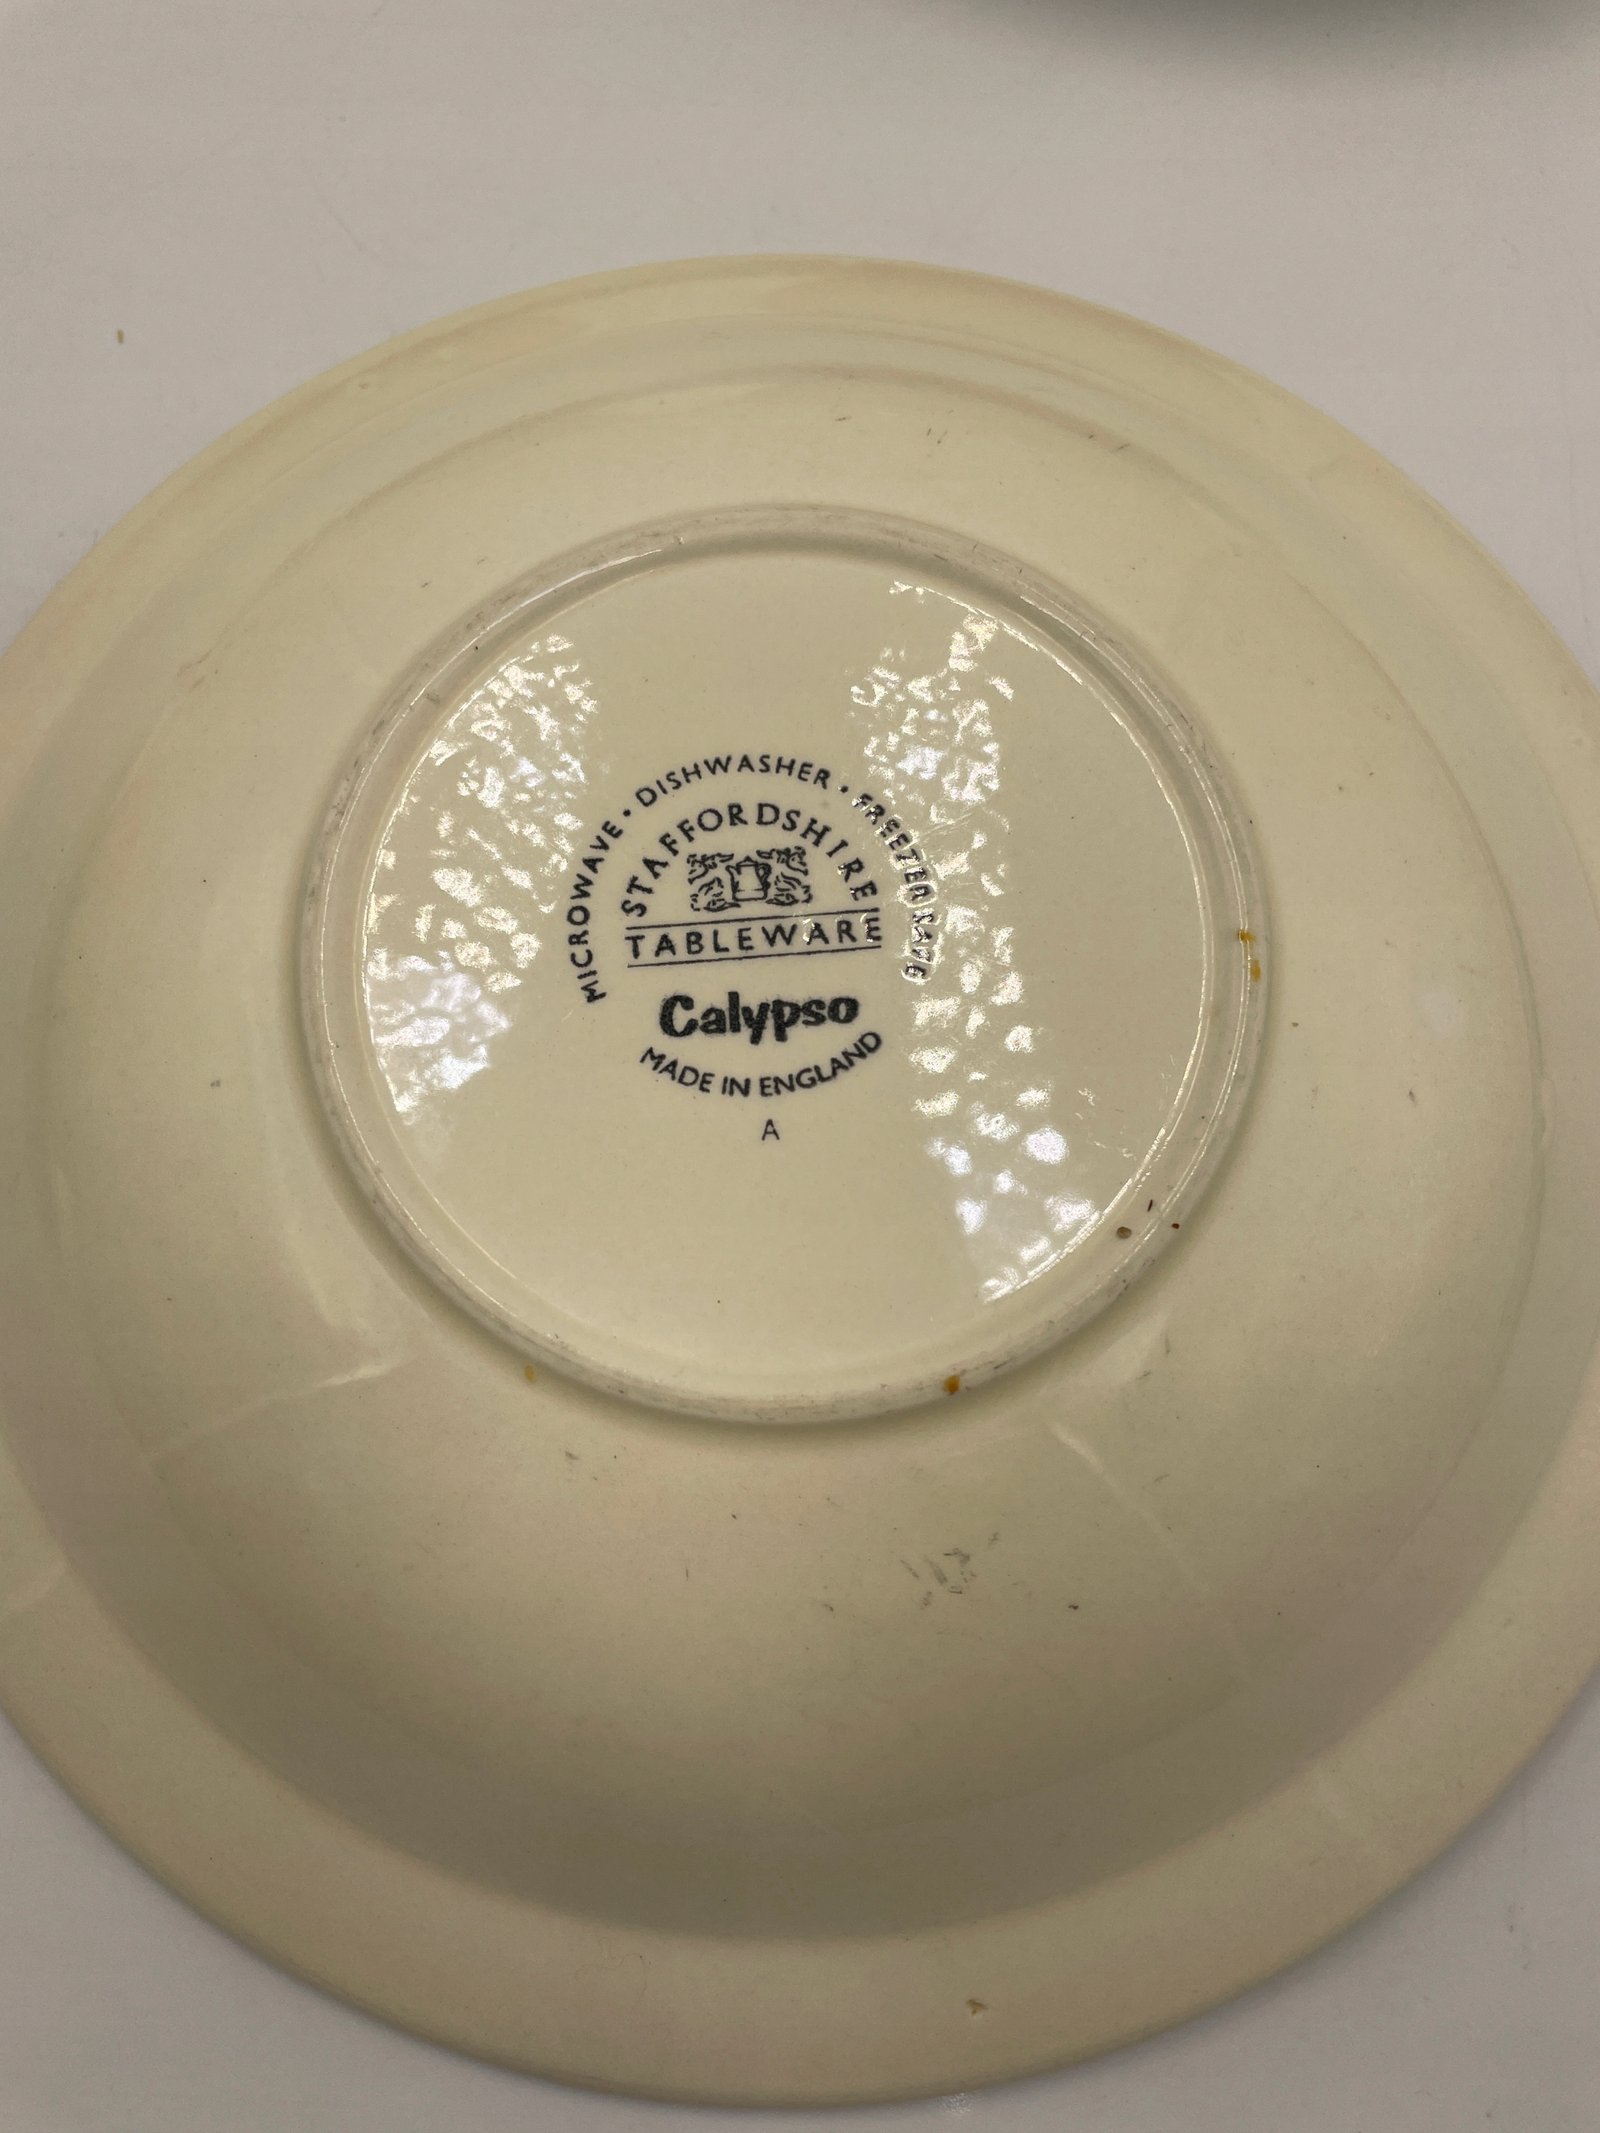 MICROWAVE • DISHWASHER • FREEZER SAFE
STAFFORDSHIRE
TABLEWARE
Calypso
MADE IN ENGLAND
A